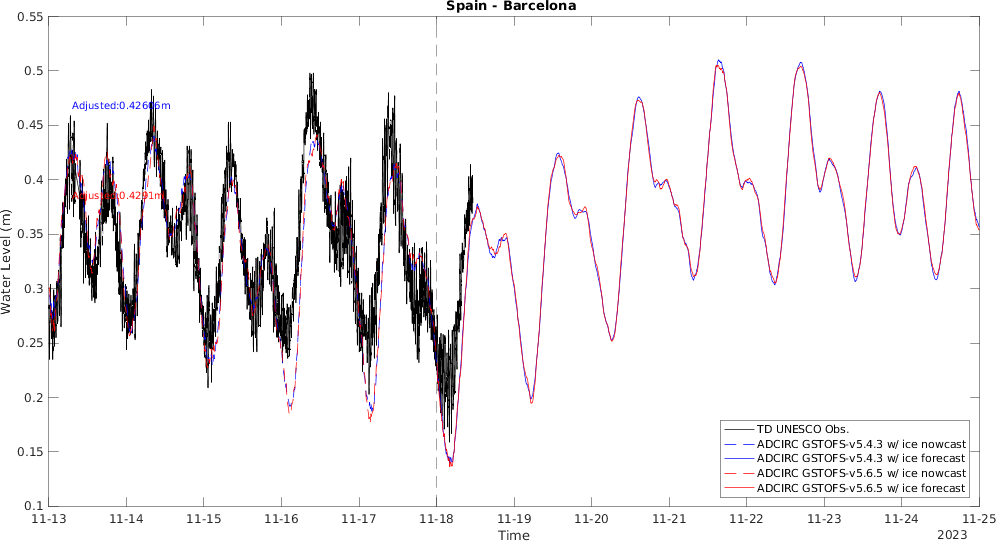 Spain - Barcelona
0.55
0.5
0.45
0.4
0.35
0.3
0.25
0.2
0.15
0.1
Water Level (m)
Adjusted:0.42605m
Adjusted:0.4291m
TD UNESCO Obs.
ADCIRC GSTOFS-v5.4.3 w/ ice nowcast
ADCIRC GSTOFS-v5.4.3 w/ ice forecast
ADCIRC GSTOFS-v5.6.5 w/ ice nowcast
ADCIRC GSTOFS-v5.6.5 w/ ice forecast
11-13 11-14 11-15 11-16 11-17 11-18 11-19 11-20 11-21 11-22 11-23 11-24 11-25
Time
2023